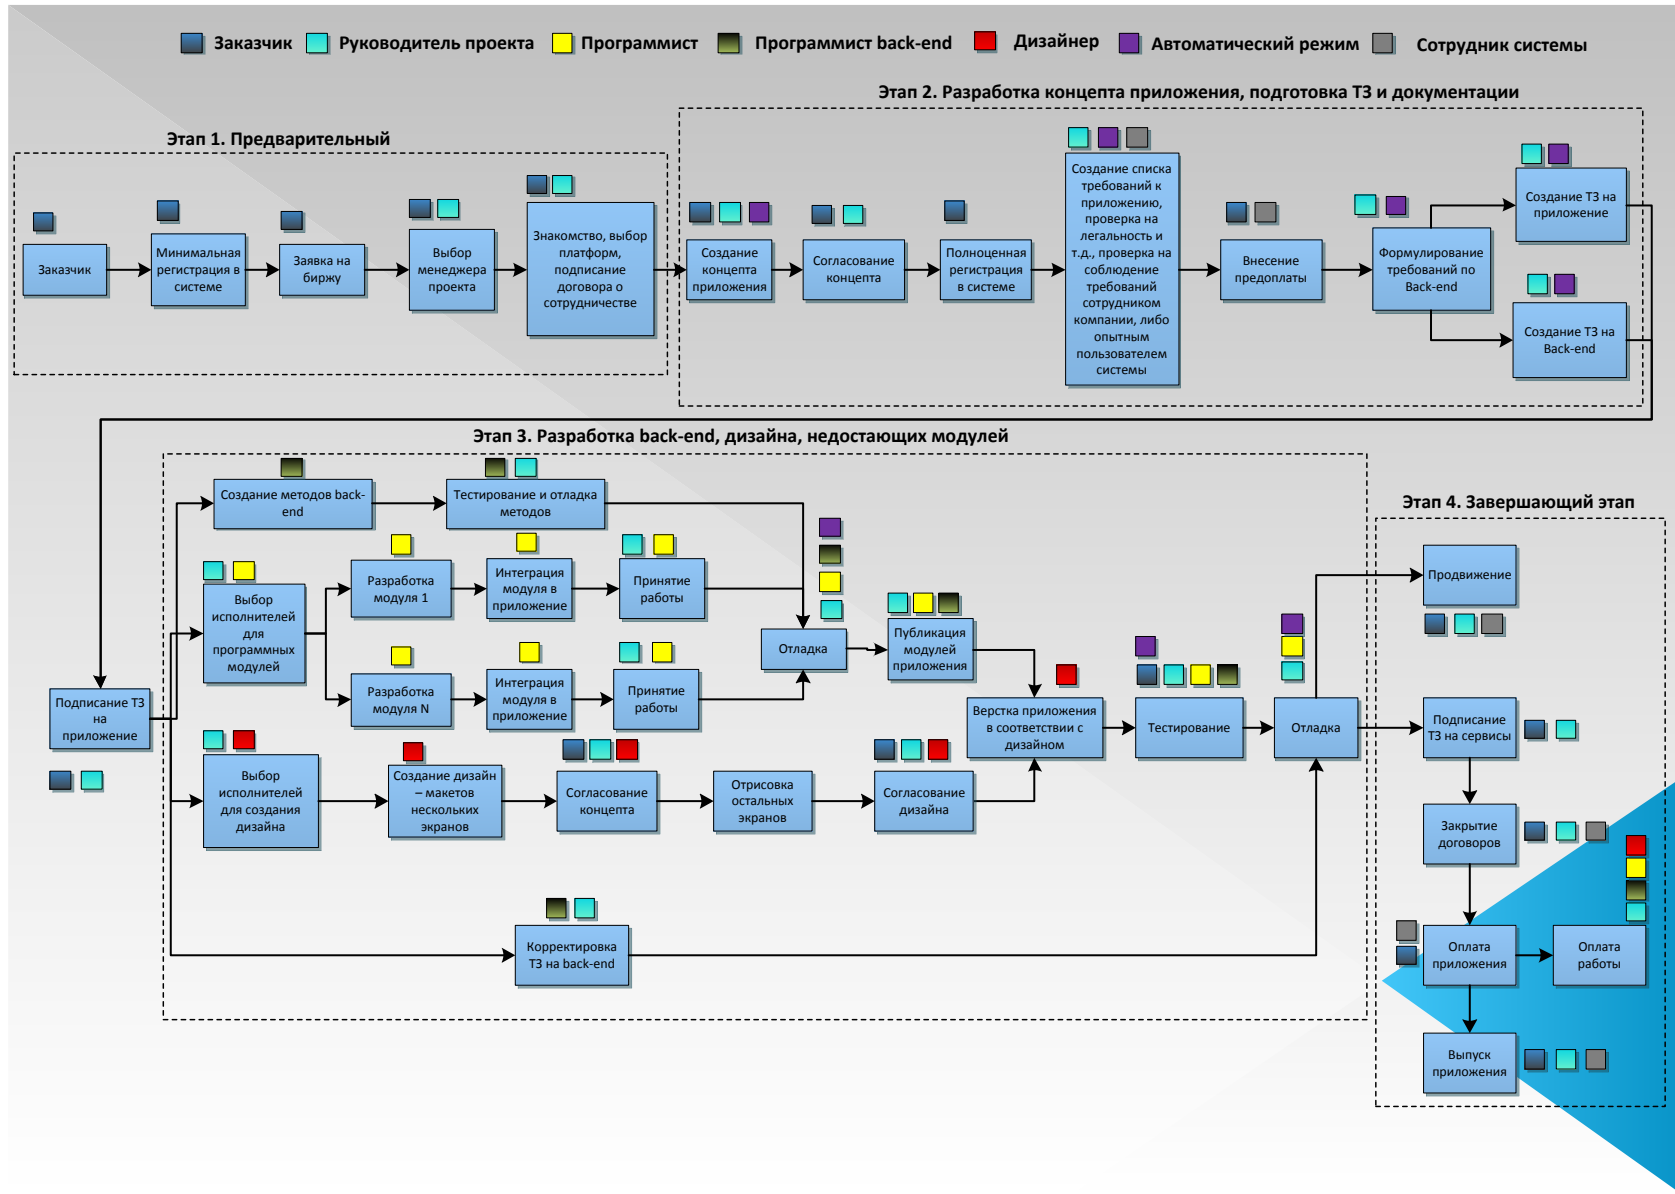 Заказчик
Руководитель проекта
Программист
Программист back-end
Дизайнер
Автоматический режим
Сотрудник системы
Этап 1. Предварительный
Заказчик
Минимальная
регистрация в
системе
Заявка на
биржу
Выбор
менеджера
проекта
Знакомство, выбор
платформ,
подписание
договора о
сотрудничестве
Этап 2. Разработка концепта приложения, подготовка ТЗ и документации
Создание
концепта
приложения
Согласование
концепта
Полноценная
регистрация
в системе
Создание списка
требований к
приложению,
проверка на
легальность и
т.д., проверка на
соблюдение
требований
сотрудником
компании, либо
опытным
пользователем
системы
Внесение
предоплаты
Формулирование
требований по
Back-end
Создание ТЗ на
приложение
Создание ТЗ на
Back-end
Этап 3. Разработка back-end, дизайна, недостающих модулей
Подписание ТЗ
на
приложение
Создание методов back-
end
Тестирование и отладка
методов
Выбор
исполнителей
для
программных
модулей
Разработка
модуля 1
Интеграция
модуля в
приложение
Принятие
работы
Разработка
модуля N
Интеграция
модуля в
приложение
Принятие
работы
Отладка
Публикация
модулей
приложения
Выбор
исполнителей
для создания
дизайна
Создание дизайн
– макетов
нескольких
экранов
Согласование
концепта
Отрисовка
остальных
экранов
Согласование
дизайна
Верстка приложения
в соответствии с
дизайном
Тестирование
Отладка
Корректировка
ТЗ на back-end
Этап 4. Завершающий этап
Продвижение
Подписание
ТЗ на сервисы
Закрытие
договоров
Оплата
приложения
Оплата
работы
Выпуск
приложения